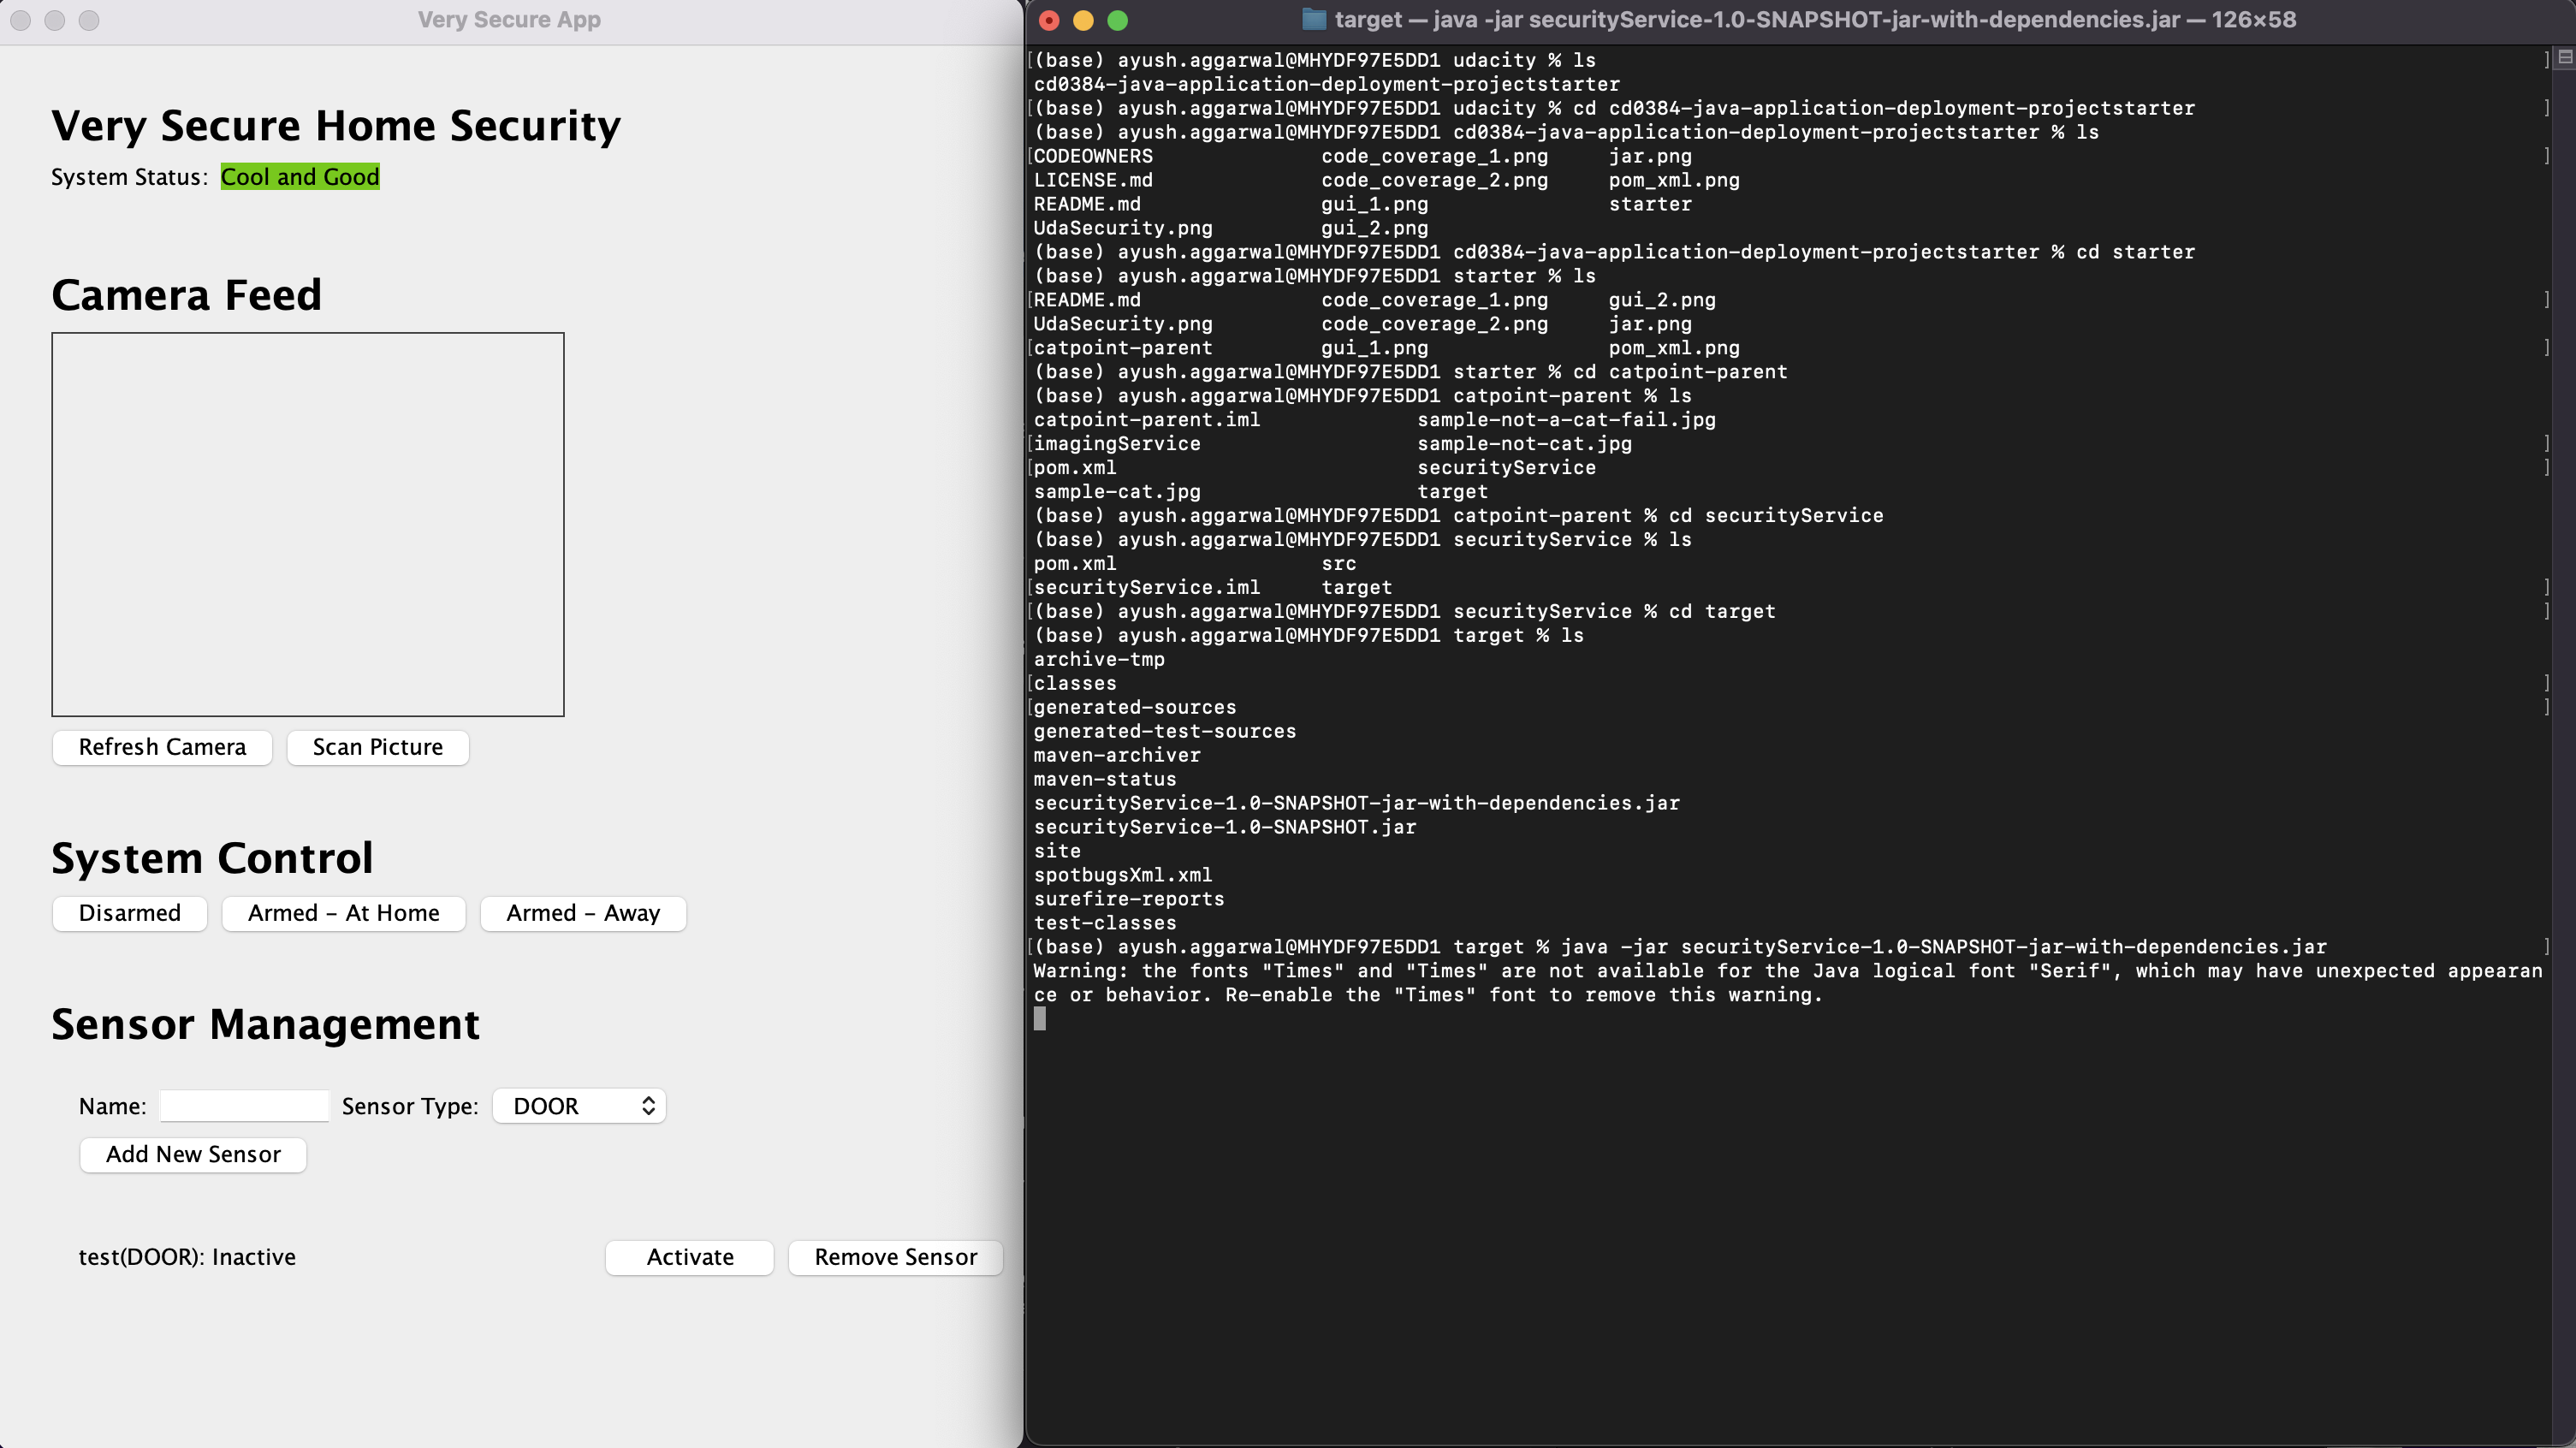 Very Secure App
Very Secure Home Security
System Status: Cool and Good
Camera Feed
Refresh Camera Scan Picture
System Control
Disarmed Armed - At Home Armed - Away
Sensor Management
Name: Sensor Type: DOOR
Add New Sensor
test(DOOR): Inactive Activate Remove Sensor
target — java -jar securityService-1.0-SNAPSHOT-jar-with-dependencies.jar — 126×58
[(base) ayush.aggarwal@MHYDF97E5DD1 udacity % ls ]
cd0384-java-application-deployment-projectstarter
[(base) ayush.aggarwal@MHYDF97E5DD1 udacity % cd cd0384-java-application-deployment-projectstarter ]
(base) ayush.aggarwal@MHYDF97E5DD1 cd0384-java-application-deployment-projectstarter % ls
[CODEOWNERS code_coverage_1.png jar.png ]
LICENSE.md code_coverage_2.png pom_xml.png
README.md gui_1.png starter
UdaSecurity.png gui_2.png
(base) ayush.aggarwal@MHYDF97E5DD1 cd0384-java-application-deployment-projectstarter % cd starter
(base) ayush.aggarwal@MHYDF97E5DD1 starter % ls
[README.md code_coverage_1.png gui_2.png ]
UdaSecurity.png code_coverage_2.png jar.png
[catpoint-parent gui_1.png pom_xml.png ]
(base) ayush.aggarwal@MHYDF97E5DD1 starter % cd catpoint-parent
(base) ayush.aggarwal@MHYDF97E5DD1 catpoint-parent % ls
catpoint-parent.iml sample-not-a-cat-fail.jpg
[imagingService sample-not-cat.jpg ]
[pom.xml securityService ]
sample-cat.jpg target
(base) ayush.aggarwal@MHYDF97E5DD1 catpoint-parent % cd securityService
(base) ayush.aggarwal@MHYDF97E5DD1 securityService % ls
pom.xml src
[securityService.iml target ]
[(base) ayush.aggarwal@MHYDF97E5DD1 securityService % cd target ]
(base) ayush.aggarwal@MHYDF97E5DD1 target % ls
archive-tmp
[classes ]
[generated-sources ]
generated-test-sources
maven-archiver
maven-status
securityService-1.0-SNAPSHOT-jar-with-dependencies.jar
securityService-1.0-SNAPSHOT.jar
site
spotbugsXml.xml
surefire-reports
test-classes
[(base) ayush.aggarwal@MHYDF97E5DD1 target % java -jar securityService-1.0-SNAPSHOT-jar-with-dependencies.jar ]
Warning: the fonts "Times" and "Times" are not available for the Java logical font "Serif", which may have unexpected appearan
ce or behavior. Re-enable the "Times" font to remove this warning.